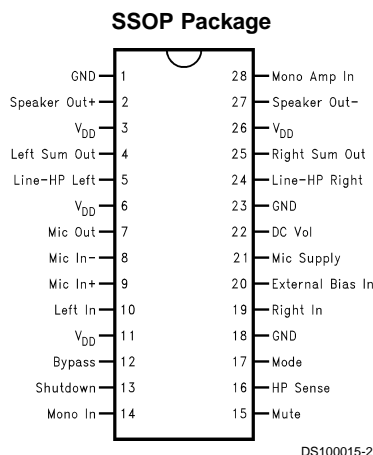 SSOP Package
GND 1 28 Mono Amp In
Speaker Out+ 2 27 Speaker Out-
VDD 3 26 VDD
Left Sum Out 4 25 Right Sum Out
Line-HP Left 5 24 Line-HP Right
VDD 6 23 GND
Mic Out 7 22 DC Vol
Mic In- 8 21 Mic Supply
Mic In+ 9 20 External Bias In
Left In 10 19 Right In
VDD 11 18 GND
Bypass 12 17 Mode
Shutdown 13 16 HP Sense
Mono In 14 15 Mute
DS100015-2